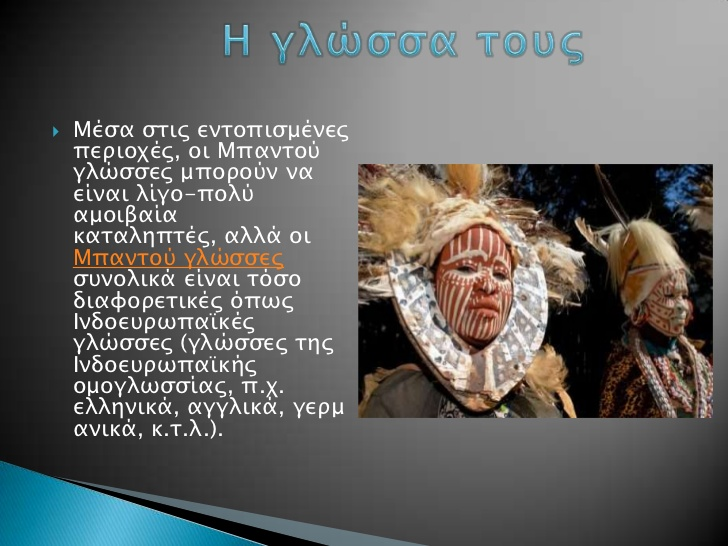 Η γλώσσα τους
Μέσα στις εντοπισμένες
περιοχές, οι Μπαντού
γλώσσες μπορούν να
είναι λίγο-πολύ
αμοιβαία
καταληπτές, αλλά οι
Μπαντού γλώσσες
συνολικά είναι τόσο
διαφορετικές όπως
Ινδοευρωπαϊκές
γλώσσες (γλώσσες της
Ινδοευρωπαϊκής
ομογλωσσίας, π.χ.
ελληνικά, αγγλικά, γερμ
ανικά, κ.τ.λ.).